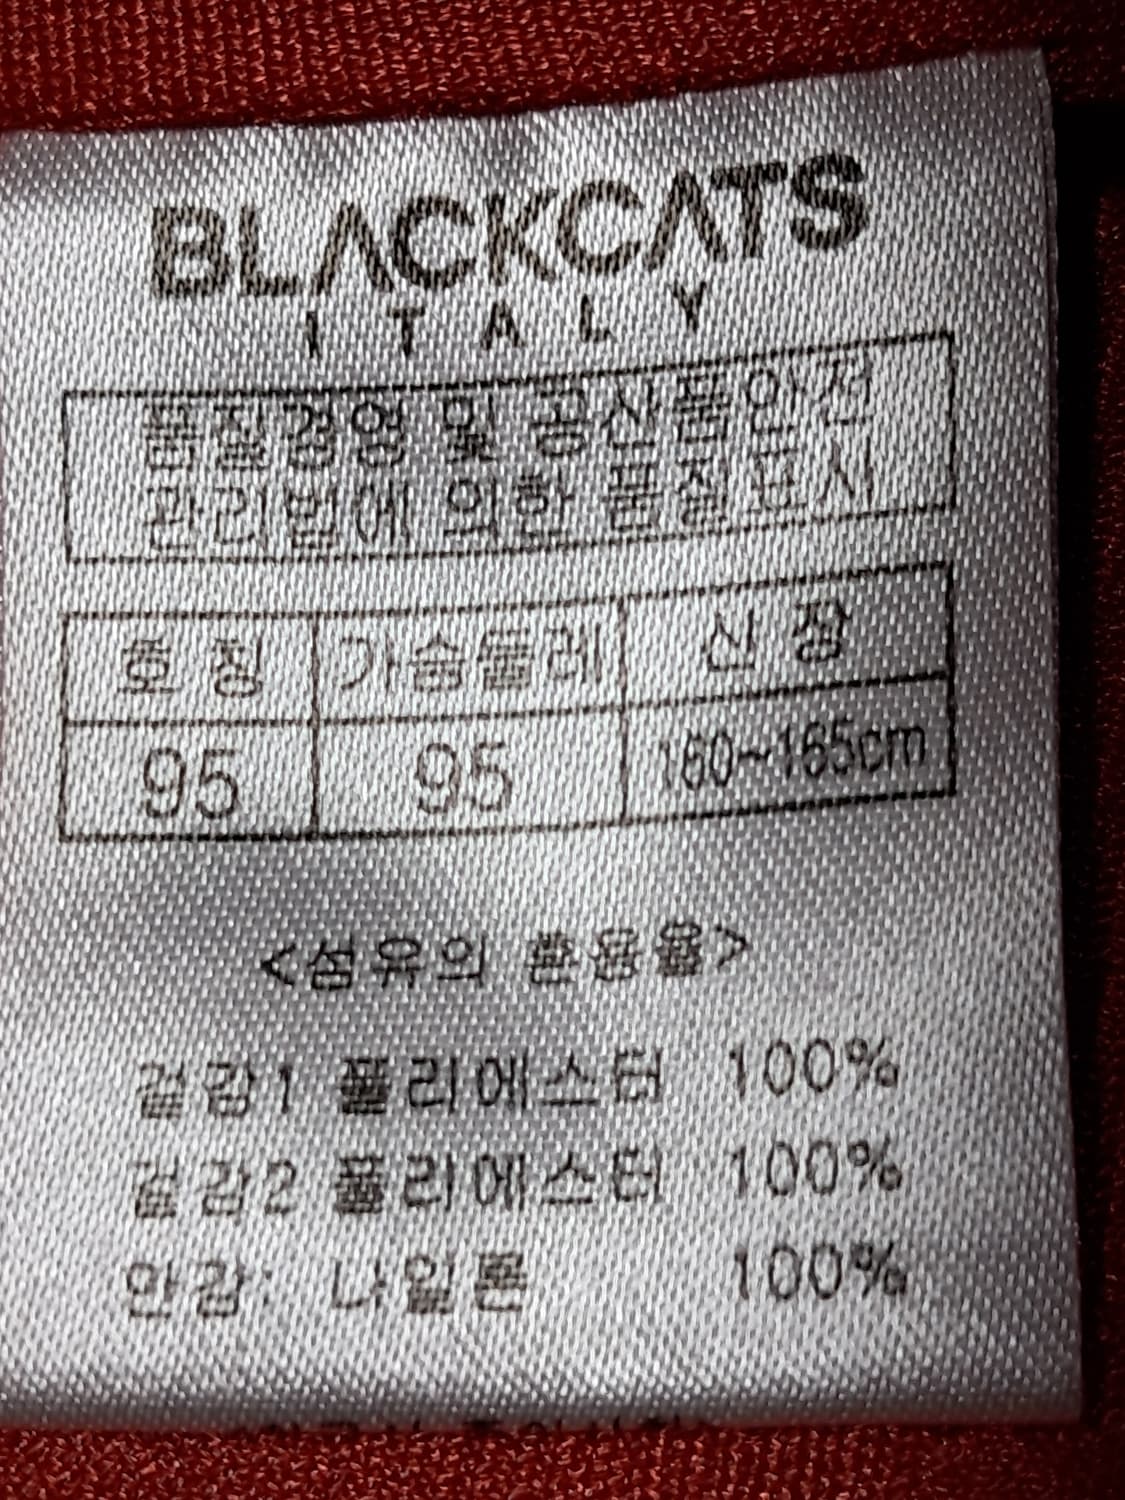 BLACKCATS
ITALY
품질경영 및 공산품안전
관리법에 의한 품질표시
호칭 가슴둘레 신장
95 95 160~165cm
<섬유의 혼용율>
겉감1 폴리에스터 100%
겉감2 폴리에스터 100%
안감: 나일론 100%